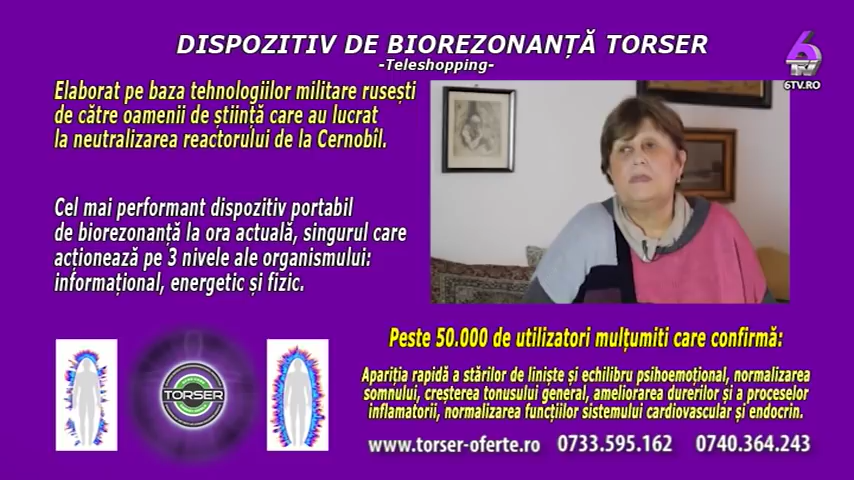 DISPOZITIV DE BIOREZONANȚĂ TORSER
-Teleshopping-
6TV.RO
Elaborat pe baza tehnologiilor militare rusești
de către oamenii de știință care au lucrat
la neutralizarea reactorului de la Cernobîl.
Cel mai performant dispozitiv portabil
de biorezonanță la ora actuală, singurul care
acționează pe 3 nivele ale organismului:
informațional, energetic și fizic.
TORSER
Peste 50.000 de utilizatori mulțumiti care confirmă:
Apariția rapidă a stărilor de liniște și echilibru psihoemoțional, normalizarea
somnului, creșterea tonusului general, ameliorarea durerilor și a proceselor
inflamatorii, normalizarea funcțiilor sistemului cardiovascular și endocrin.
www.torser-oferte.ro 0733.595.162 0740.364.243